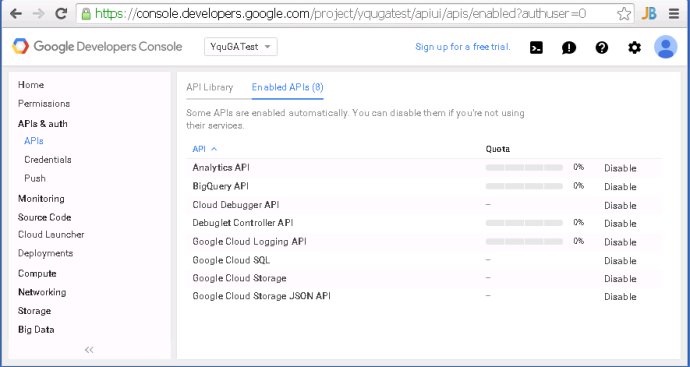 https://console.developers.google.com/project/yqugatest/apiui/apis/enabled?authuser=0
JB
Google Developers Console
YquGATest
Sign up for a free trial.
Home
Permissions
APIs & auth
APIs
Credentials
Push
Monitoring
Source Code
Cloud Launcher
Deployments
Compute
Networking
Storage
Big Data
API Library
Enabled APIs (8)
Some APIs are enabled automatically. You can disable them if you're not using
their services.
API Quota
Analytics API 0% Disable
BigQuery API 0% Disable
Cloud Debugger API – Disable
Debuglet Controller API 0% Disable
Google Cloud Logging API 0% Disable
Google Cloud SQL – Disable
Google Cloud Storage – Disable
Google Cloud Storage JSON API – Disable